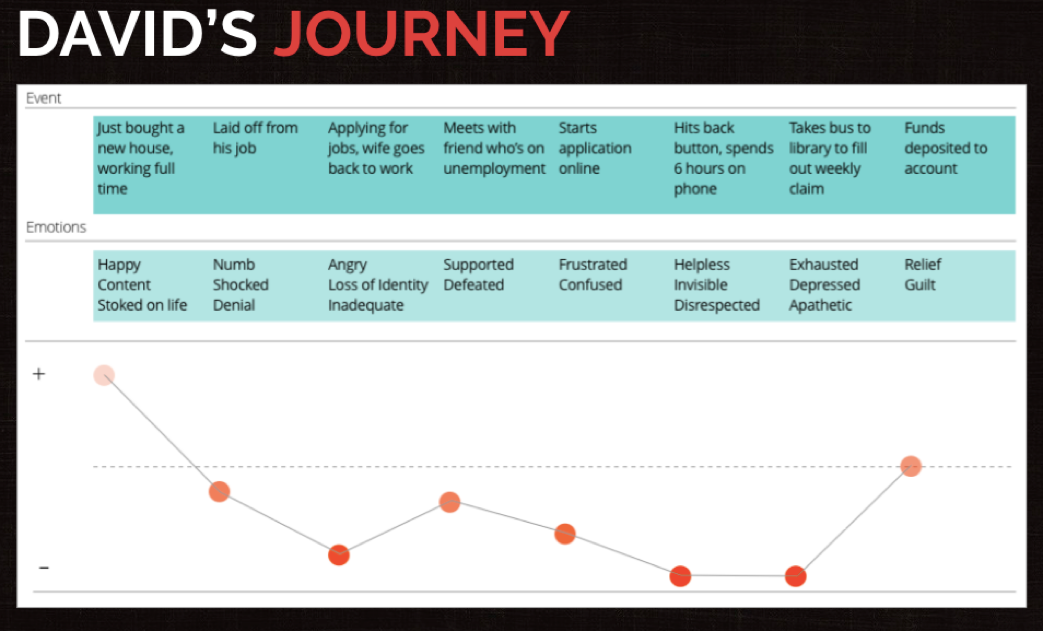 DAVID’S JOURNEY
Event
Just bought a
new house,
working full
time
Laid off from
his job
Applying for
jobs, wife goes
back to work
Meets with
friend who’s on
unemployment
Starts
application
online
Hits back
button, spends
6 hours on
phone
Takes bus to
library to fill
out weekly
claim
Funds
deposited to
account
Emotions
Happy
Content
Stoked on life
Numb
Shocked
Denial
Angry
Loss of Identity
Inadequate
Supported
Defeated
Frustrated
Confused
Helpless
Invisible
Disrespected
Exhausted
Depressed
Apathetic
Relief
Guilt
+
–